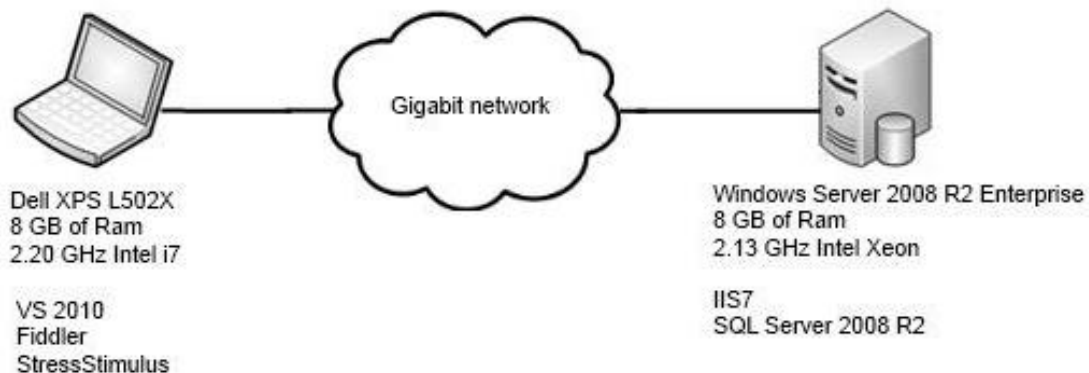 Gigabit network
Dell XPS L502X
8 GB of Ram
2.20 GHz Intel i7
VS 2010
Fiddler
StressStimulus
Windows Server 2008 R2 Enterprise
8 GB of Ram
2.13 GHz Intel Xeon
IIS7
SQL Server 2008 R2